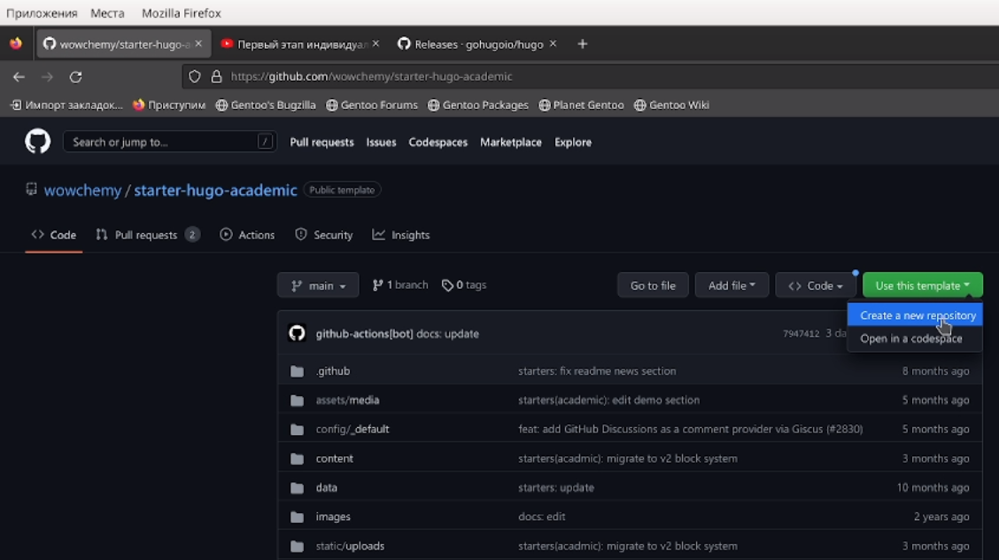 Приложения Места Mozilla Firefox
wowchemy/starter-hugo-a Первый этап индивидуал Releases · gohugoio/hugo
https://github.com/wowchemy/starter-hugo-academic
Импорт закладок... Приступим Gentoo's Bugzilla Gentoo Forums Gentoo Packages Planet Gentoo Gentoo Wiki
Search or jump to... / Pull requests Issues Codespaces Marketplace Explore
wowchemy / starter-hugo-academic Public template
<> Code Pull requests 2 Actions Security Insights
main 1 branch 0 tags Go to file Add file <> Code Use this template
Create a new repository
github-actions[bot] docs: update 7947412 3 da
Open in a codespace
.github starters: fix readme news section 8 months ago
assets/media starters(academic): edit demo section 5 months ago
config/_default feat: add GitHub Discussions as a comment provider via Giscus (#2830) 5 months ago
content starters(acadmic): migrate to v2 block system 3 months ago
data starters: update 10 months ago
images docs: edit 2 years ago
static/uploads starters(acadmic): migrate to v2 block system 3 months ago